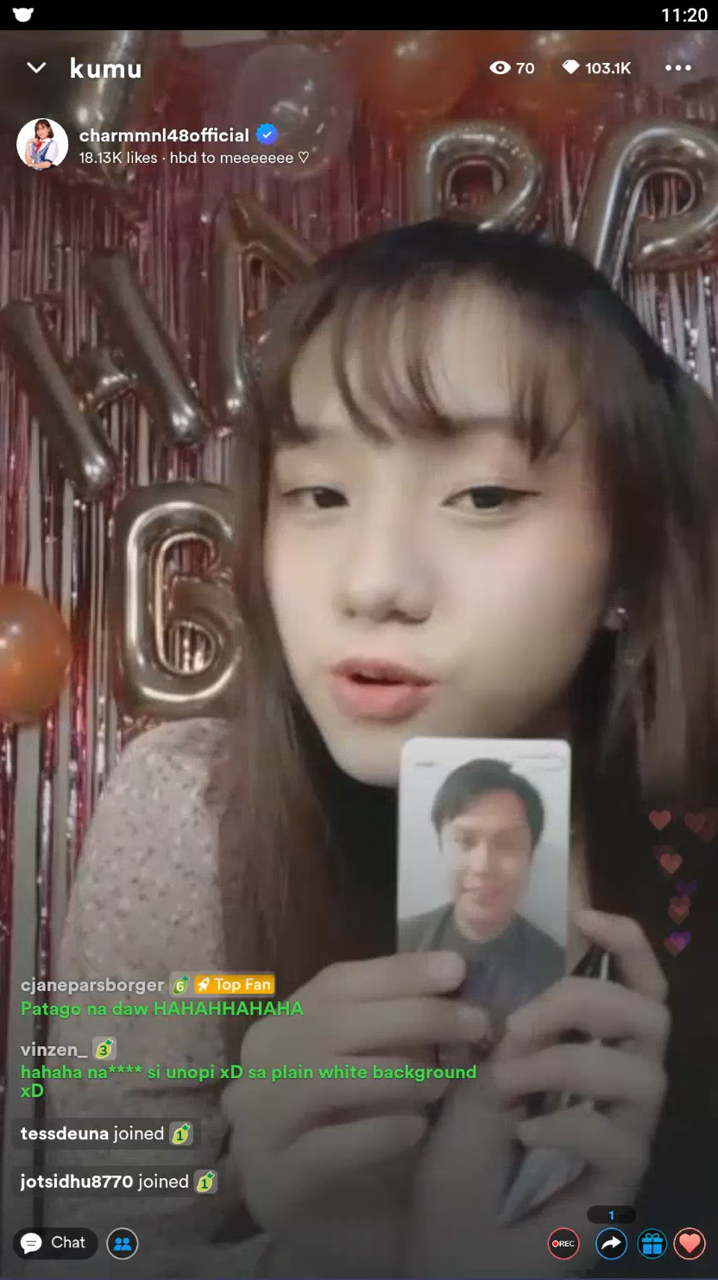 11:20
kumu
70
103.1K
charmmnl48official
18.13K likes · hbd to meeeeeee ♡
HAPP
G
cjaneparsborger 6 Top Fan
Patago na daw HAHAHHAHAHA
vinzen_ 3
hahaha na**** si unopi xD sa plain white background
xD
tessdeuna joined 1
jotsidhu8770 joined 1
1
Chat
REC